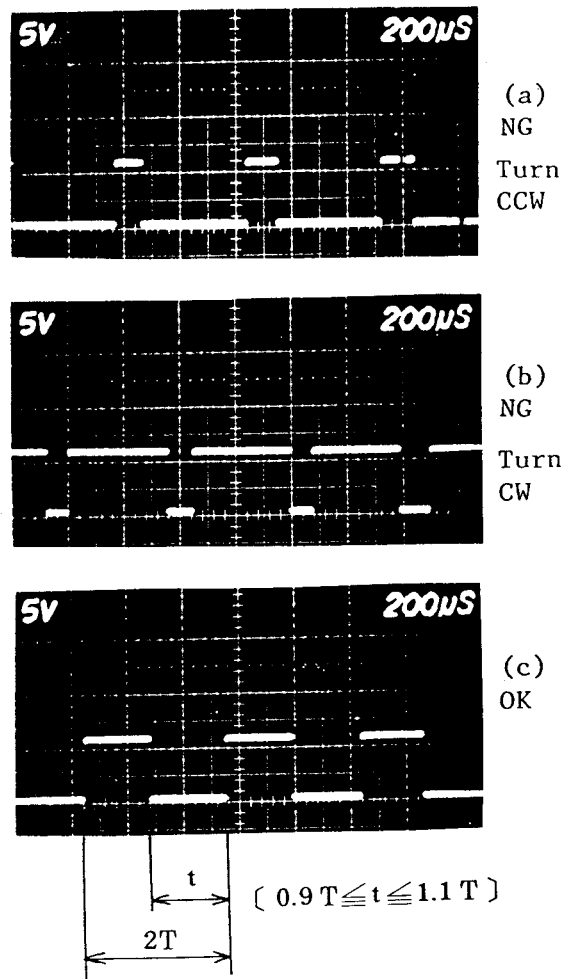 5V 200µS
(a)
NG
Turn
CCW
5V 200µS
(b)
NG
Turn
CW
5V 200µS
(c)
OK
t 〔 0.9 T ≦ t ≦ 1.1 T 〕
2T